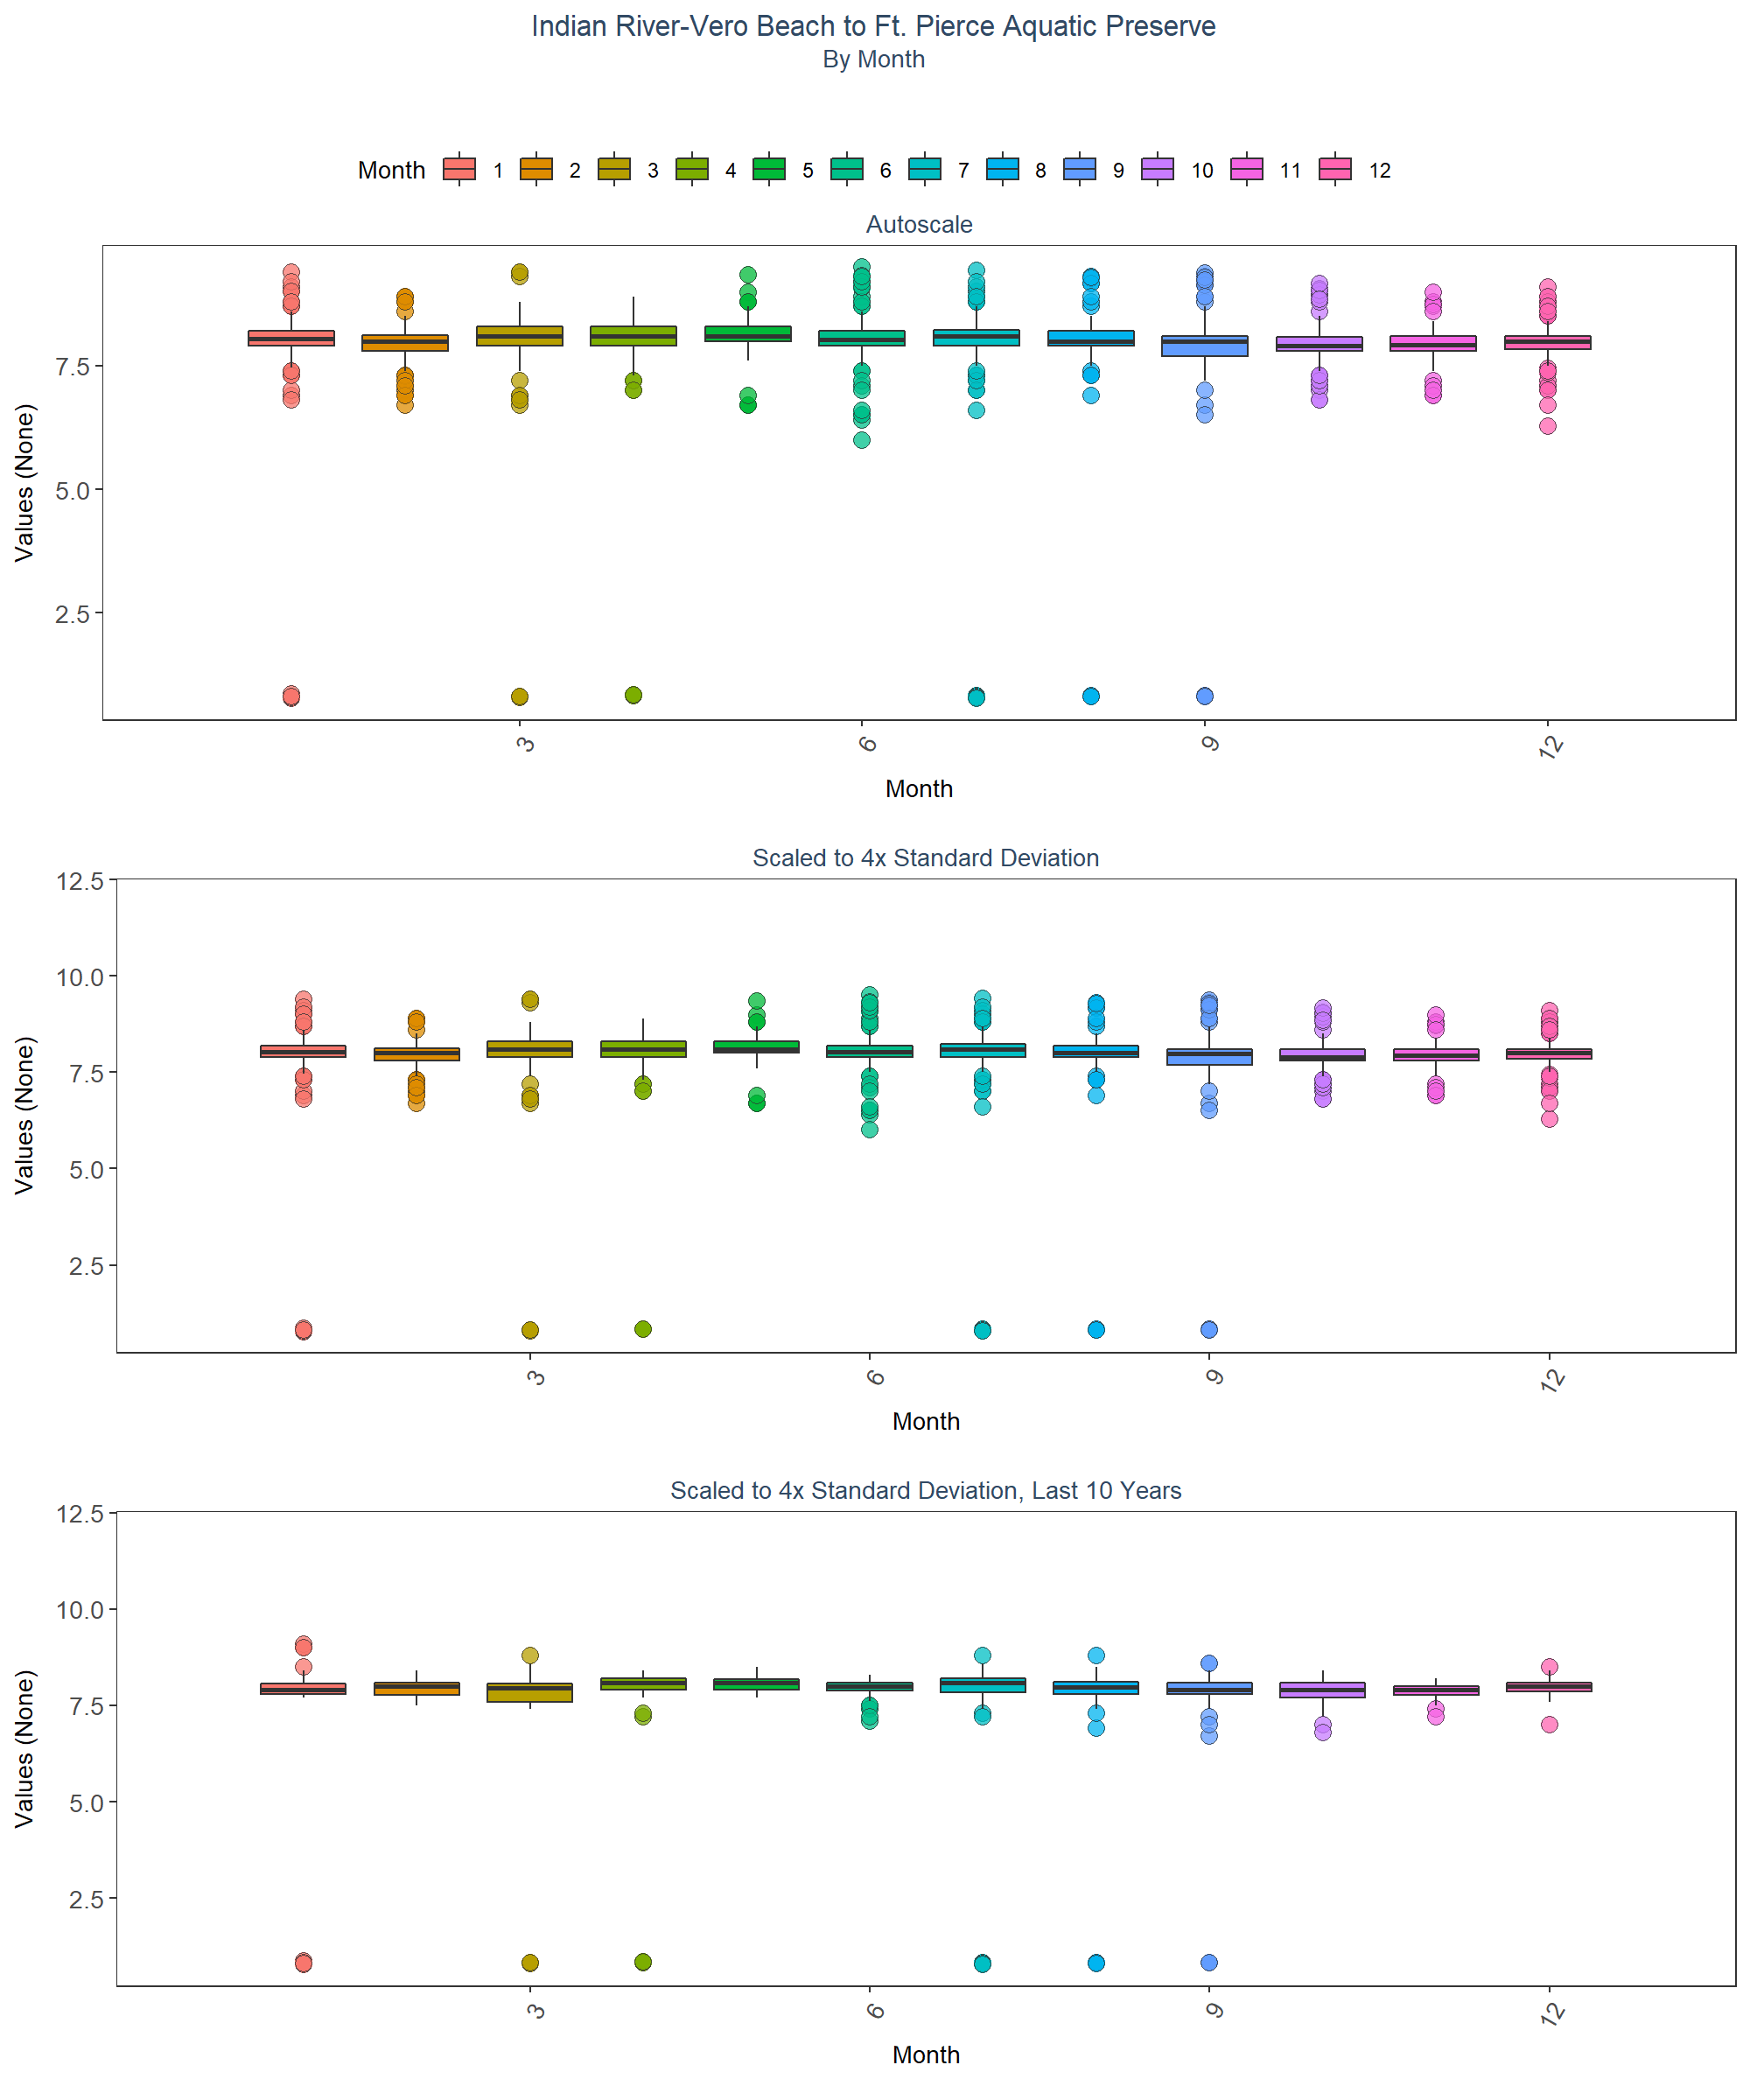 Indian River-Vero Beach to Ft. Pierce Aquatic Preserve
By Month
Month 1 2 3 4 5 6 7 8 9 10 11 12
Autoscale
Values (None)
7.5
5.0
2.5
3 6 9 12
Month
Scaled to 4x Standard Deviation
Values (None)
12.5
10.0
7.5
5.0
2.5
3 6 9 12
Month
Scaled to 4x Standard Deviation, Last 10 Years
Values (None)
12.5
10.0
7.5
5.0
2.5
3 6 9 12
Month